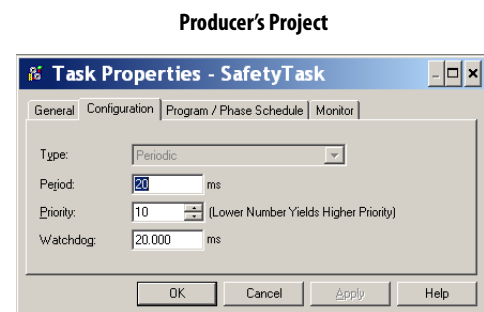 Producer's Project
Task Properties - SafetyTask
General Configuration Program / Phase Schedule Monitor
Type: Periodic
Period: 20 ms
Priority: 10 (Lower Number Yields Higher Priority)
Watchdog: 20.000 ms
OK Cancel Apply Help